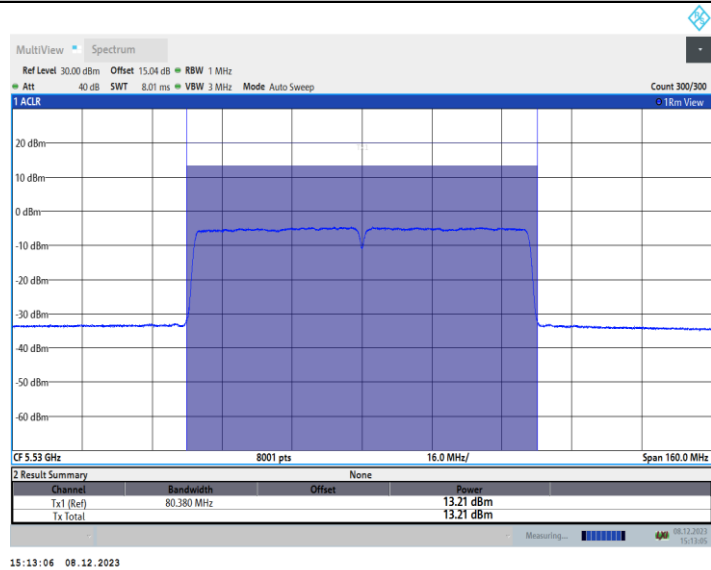 MultiView Spectrum
Ref Level 30.00 dBm Offset 15.04 dB RBW 1 MHz
Att 40 dB SWT 8.01 ms VBW 3 MHz Mode Auto Sweep Count 300/300
1 ACLR 1Rm View
20 dBm
10 dBm
0 dBm
-10 dBm
-20 dBm
-30 dBm
-40 dBm
-50 dBm
-60 dBm
CF 5.53 GHz 8001 pts 16.0 MHz/ Span 160.0 MHz
2 Result Summary None
Channel Bandwidth Offset Power
Tx1 (Ref) 80.380 MHz 13.21 dBm
Tx Total 13.21 dBm
Measuring... 08.12.2023
15:13:05
15:13:06 08.12.2023